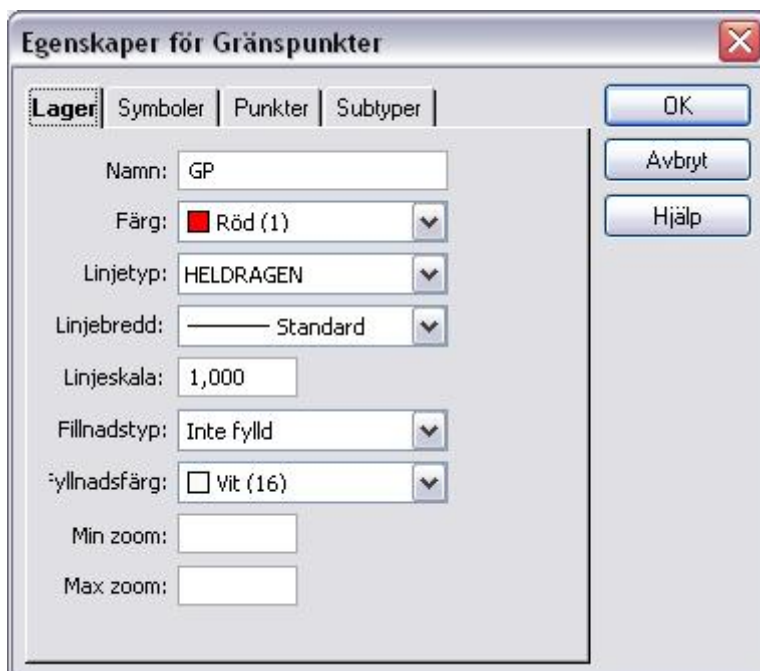 Egenskaper för Gränspunkter
Lager Symboler Punkter Subtyper
OK
Avbryt
Hjälp
Namn: GP
Färg: Röd (1)
Linjetyp: HELDRAGEN
Linjebredd: Standard
Linjeskala: 1,000
Fillnadstyp: Inte fylld
yllnadsfärg: Vit (16)
Min zoom:
Max zoom: